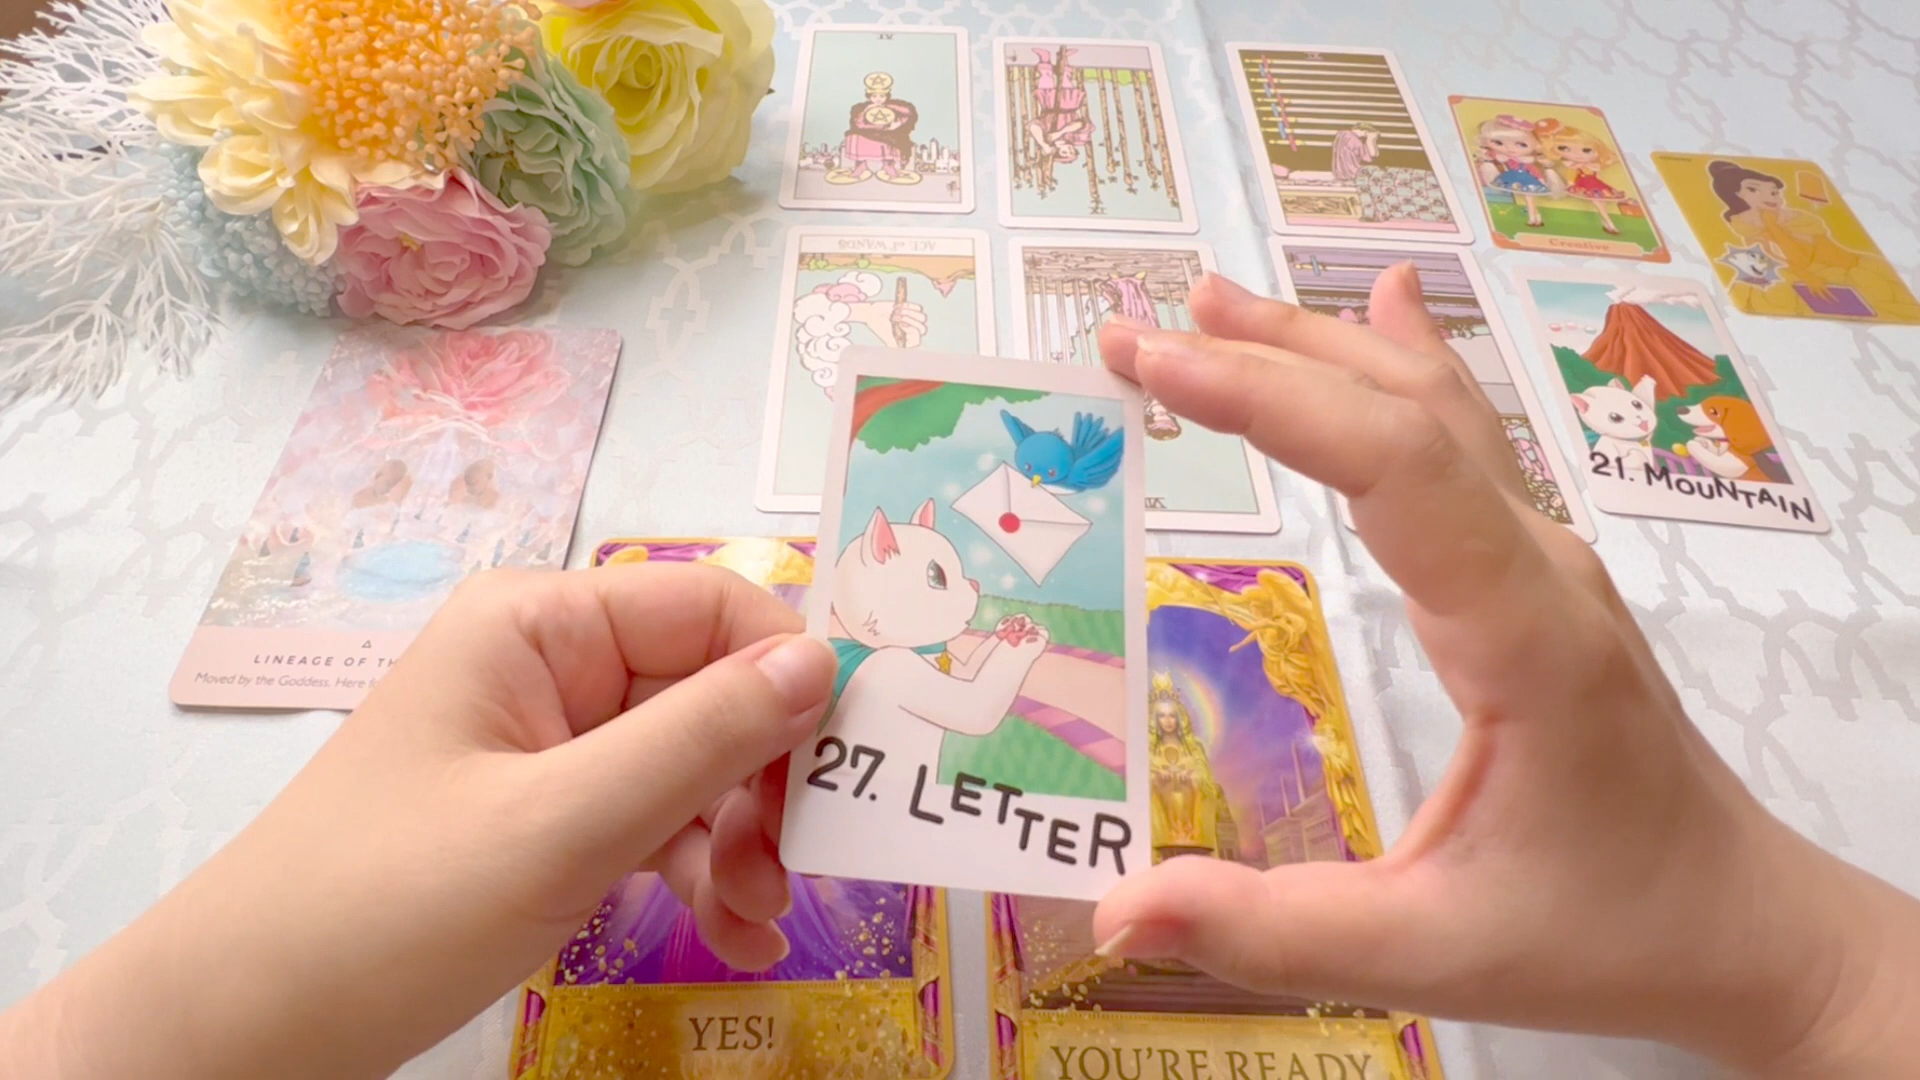 IV
ACE of WANDS
Creative
21. MOUNTAIN
LINEAGE OF TH
Moved by the Goddess. Here f
27. LETTER
YES!
YOU'RE READY